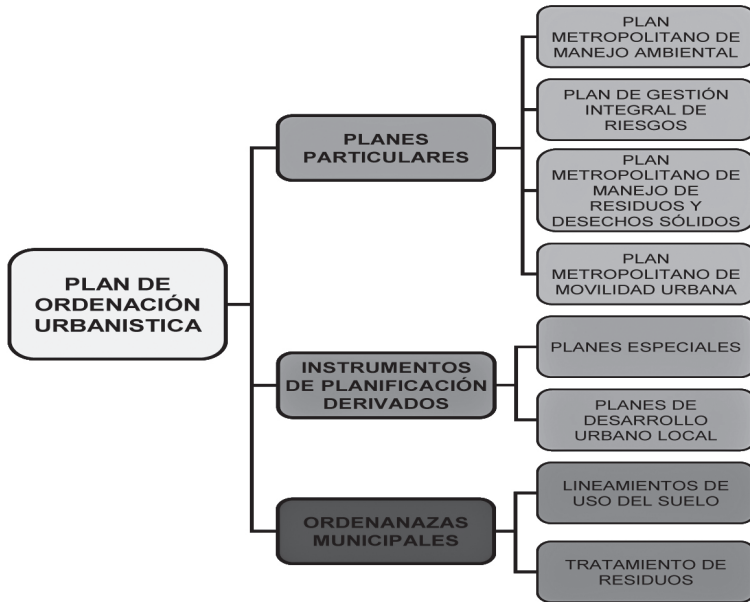 PLAN DE
ORDENACIÓN
URBANISTICA
PLANES
PARTICULARES
PLAN
METROPOLITANO DE
MANEJO AMBIENTAL
PLAN DE GESTIÓN
INTEGRAL DE
RIESGOS
PLAN
METROPOLITANO DE
MANEJO DE
RESIDUOS Y
DESECHOS SÓLIDOS
PLAN
METROPOLITANO DE
MOVILIDAD URBANA
INSTRUMENTOS
DE PLANIFICACIÓN
DERIVADOS
PLANES ESPECIALES
PLANES DE
DESARROLLO
URBANO LOCAL
ORDENANAZAS
MUNICIPALES
LINEAMIENTOS DE
USO DEL SUELO
TRATAMIENTO DE
RESIDUOS